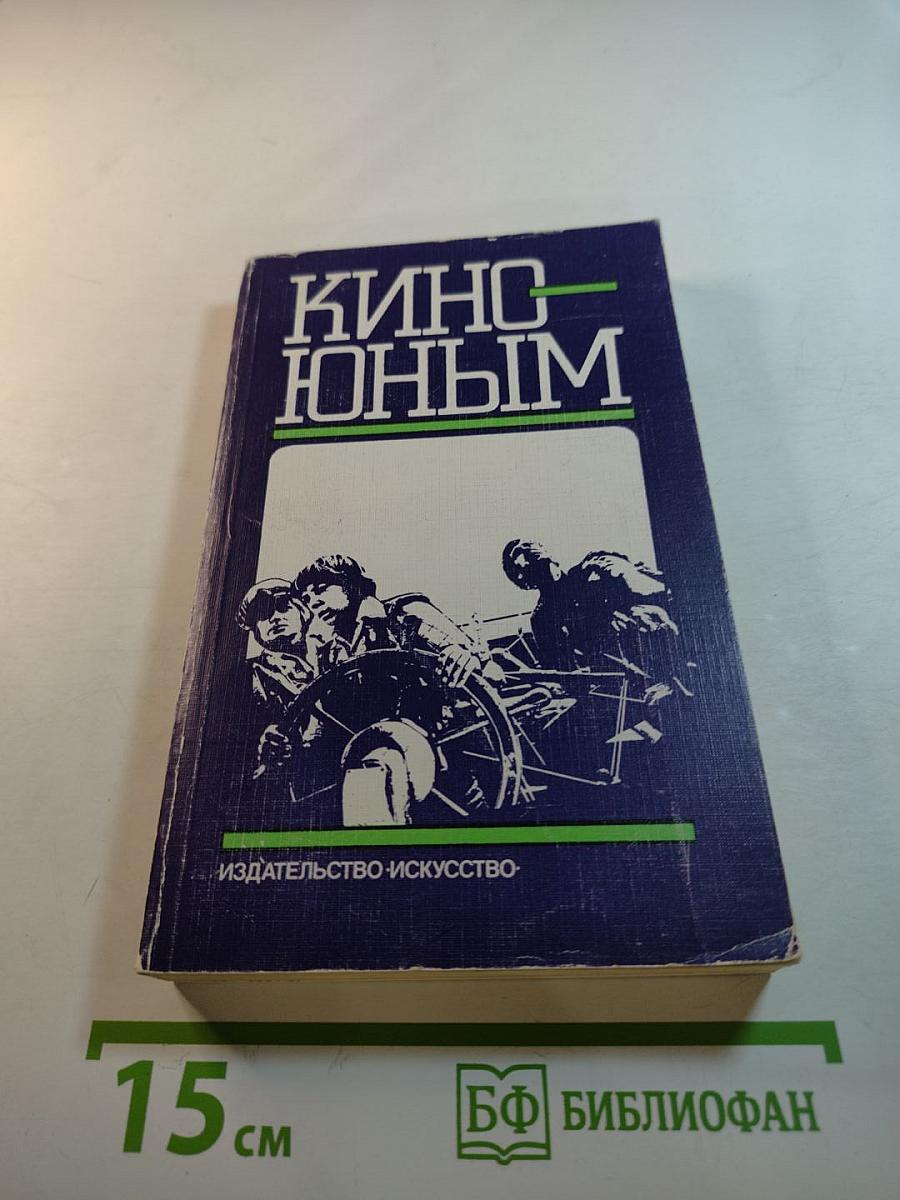 КИНО—
ЮНЫМ
ИЗДАТЕЛЬСТВО ·ИСКУССТВО·
15 см
БФ БИБЛИОФАН